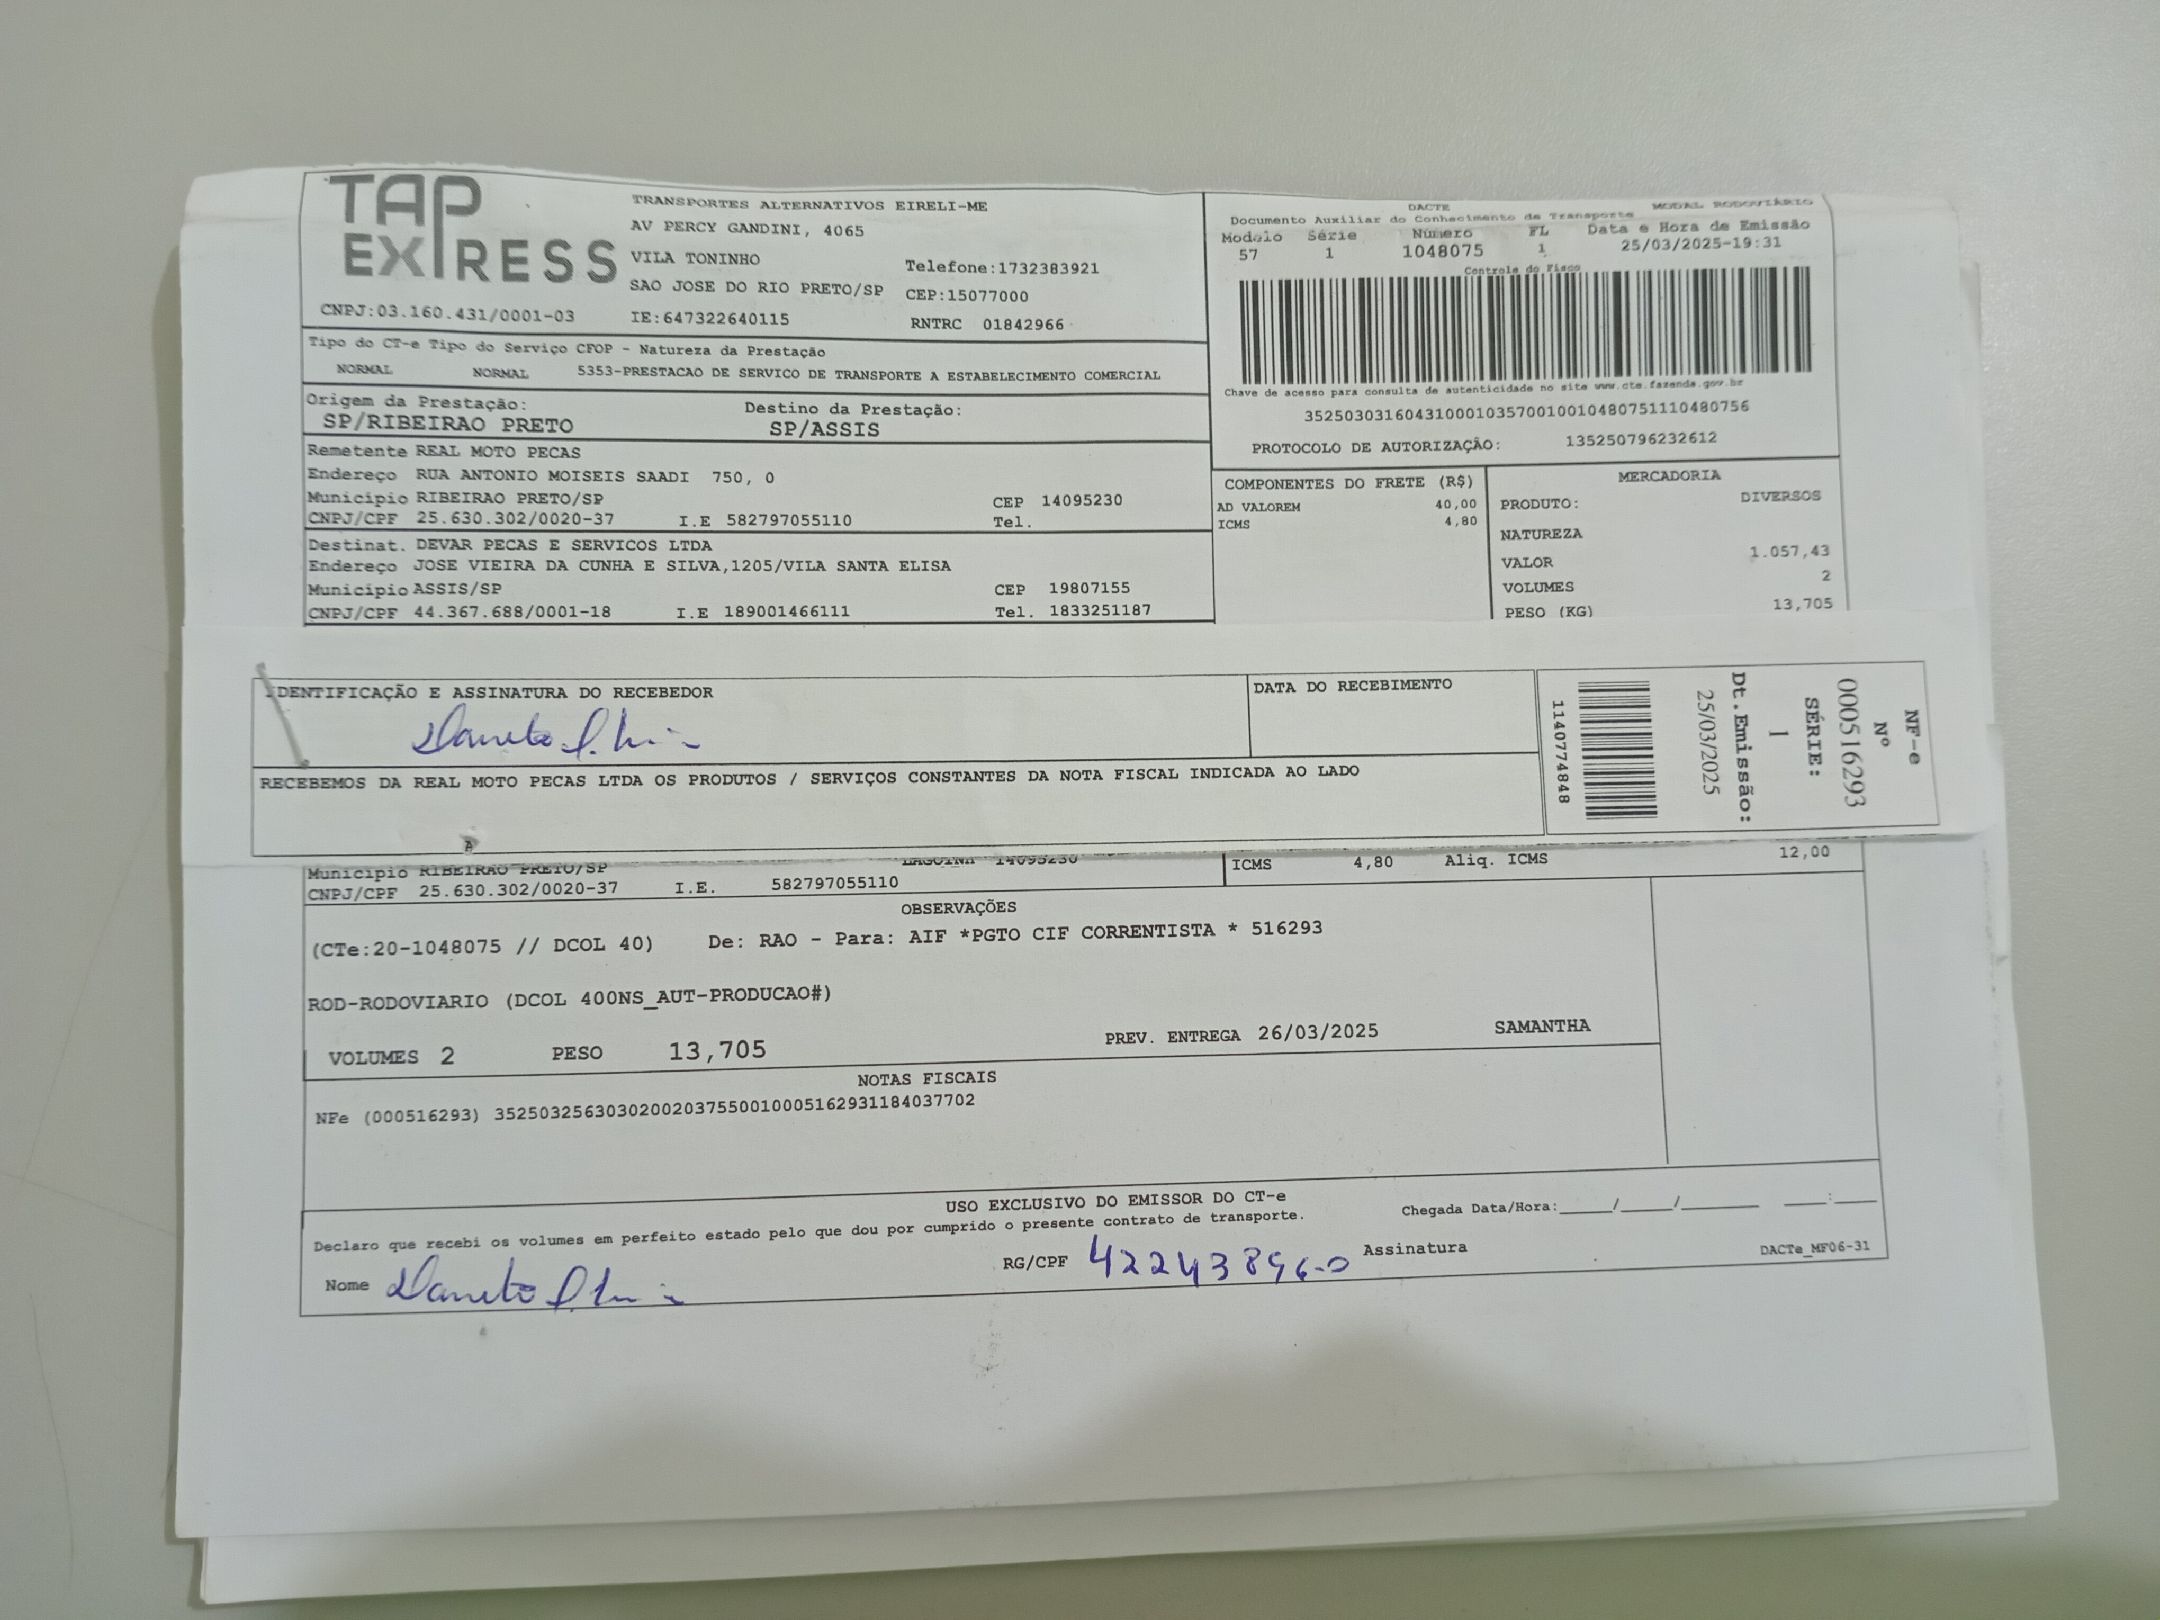 TAP EXPRESS
TRANSPORTES ALTERNATIVOS EIRELI-ME
AV PERCY GANDINI, 4065
VILA TONINHO
Telefone:1732383921
SAO JOSE DO RIO PRETO/SP
CEP:15077000
CNPJ:03.160.431/0001-03
IE:647322640115
RNTRC 01842966
DACTE
MODAL RODOVIÁRIO
Documento Auxiliar do Conhecimento de Transporte
Modelo Série Número FL Data e Hora de Emissão
57 1 1048075 1 25/03/2025-19:31
Controle do Fisco
Chave de acesso para consulta de autenticidade no site www.cte.fazenda.gov.br
35250303160431000103570010010480751110480756
PROTOCOLO DE AUTORIZAÇÃO: 135250796232612
Tipo do CT-e Tipo do Serviço CFOP - Natureza da Prestação
NORMAL NORMAL 5353-PRESTACAO DE SERVICO DE TRANSPORTE A ESTABELECIMENTO COMERCIAL
Origem da Prestação: Destino da Prestação:
SP/RIBEIRAO PRETO SP/ASSIS
Remetente REAL MOTO PECAS
Endereço RUA ANTONIO MOISEIS SAADI 750, 0
Municipio RIBEIRAO PRETO/SP CEP 14095230
CNPJ/CPF 25.630.302/0020-37 I.E 582797055110 Tel.
Destinat. DEVAR PECAS E SERVICOS LTDA
Endereço JOSE VIEIRA DA CUNHA E SILVA,1205/VILA SANTA ELISA
Municipio ASSIS/SP CEP 19807155
CNPJ/CPF 44.367.688/0001-18 I.E 189001466111 Tel. 1833251187
COMPONENTES DO FRETE (R$)
AD VALOREM 40,00
ICMS 4,80
MERCADORIA
PRODUTO: DIVERSOS
NATUREZA
VALOR 1.057,43
VOLUMES 2
PESO (KG) 13,705
IDENTIFICAÇÃO E ASSINATURA DO RECEBEDOR
DATA DO RECEBIMENTO
RECEBEMOS DA REAL MOTO PECAS LTDA OS PRODUTOS / SERVIÇOS CONSTANTES DA NOTA FISCAL INDICADA AO LADO
NF-e
Nº
000516293
SÉRIE:
1
Dt.Emissão:
25/03/2025
1140774848
Municipio RIBEIRAO PRETO/SP LAGOINA 14095230
CNPJ/CPF 25.630.302/0020-37 I.E. 582797055110
ICMS 4,80 Aliq. ICMS 12,00
OBSERVAÇÕES
(CTe:20-1048075 // DCOL 40) De: RAO - Para: AIF *PGTO CIF CORRENTISTA * 516293
ROD-RODOVIARIO (DCOL 400NS_AUT-PRODUCAO#)
VOLUMES 2 PESO 13,705 PREV. ENTREGA 26/03/2025 SAMANTHA
NOTAS FISCAIS
NFe (000516293) 35250325630302002037550010005162931184037702
USO EXCLUSIVO DO EMISSOR DO CT-e
Declaro que recebi os volumes em perfeito estado pelo que dou por cumprido o presente contrato de transporte.
Chegada Data/Hora:____/____/______ ___:___
Nome
RG/CPF 42243896-0 Assinatura
DACTe_MF06-31